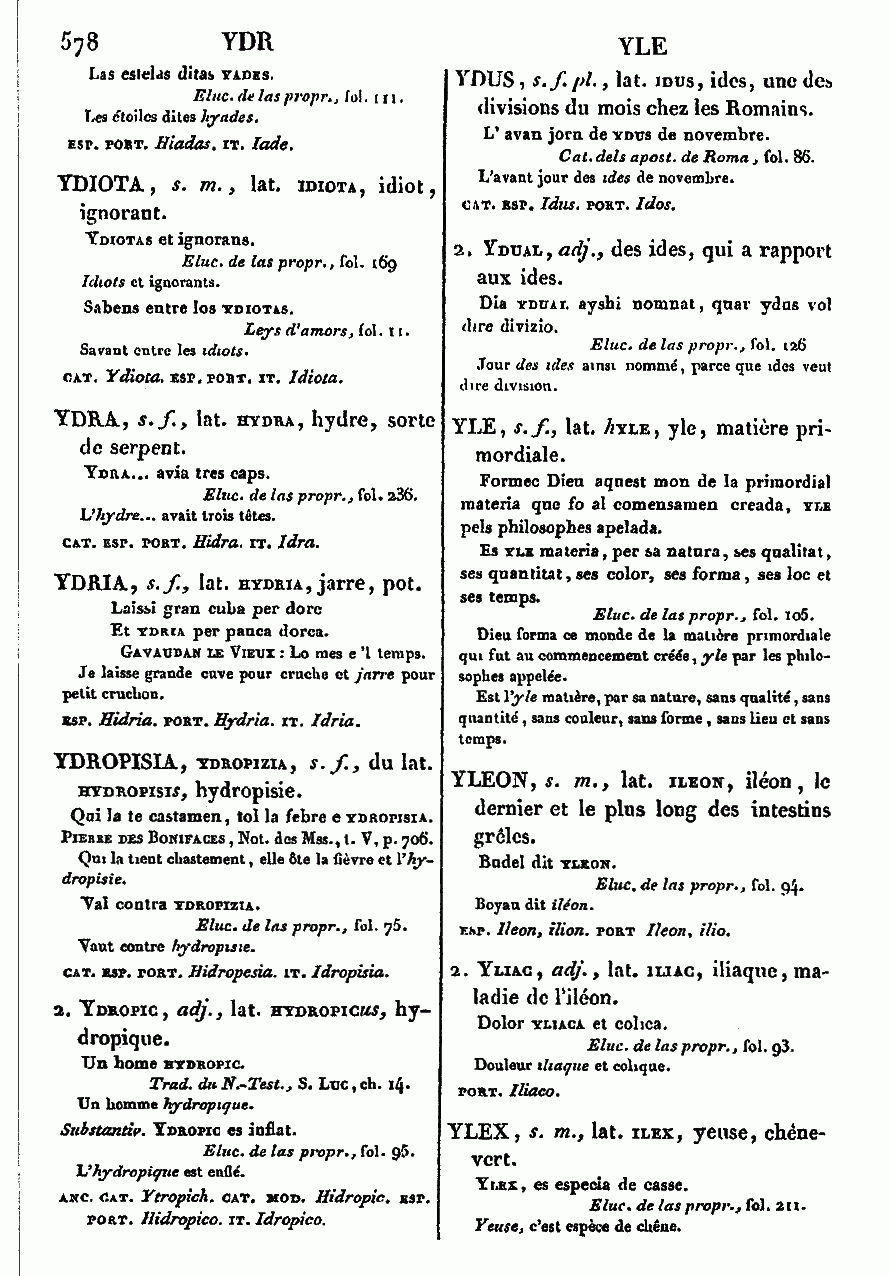 578 YDR YLE
Las estelas ditas YADES.
Eluc. de las propr., fol. 111.
Les étoiles dites hyades.
ESP. PORT. Hiadas. IT. Iade.
YDIOTA, s. m., lat. IDIOTA, idiot,
ignorant.
YDIOTAS et ignorans.
Eluc. de las propr., fol. 169
Idiots et ignorants.
Sabens entre los YDIOTAS.
Leys d'amors, fol. 11.
Savant entre les idiots.
CAT. Ydiota. ESP. PORT. IT. Idiota.
YDRA, s. f., lat. HYDRA, hydre, sorte
de serpent.
YDRA... avia tres caps.
Eluc. de las propr., fol. 236.
L'hydre... avait trois têtes.
CAT. ESP. PORT. Hidra. IT. Idra.
YDRIA, s. f., lat. HYDRIA, jarre, pot.
Laissi gran cuba per dorc
Et YDRIA per pauca dorca.
GAVAUDAN LE VIEUX : Lo mes e 'l temps.
Je laisse grande cuve pour cruche et jarre pour
petit cruchon.
ESP. Hidria. PORT. Hydria. IT. Idria.
YDROPISIA, YDROPIZIA, s. f., du lat.
HYDROPISIS, hydropisie.
Qui la te castamen, tol la febre e YDROPISIA.
PIERRE DES BONIFACES, Not. des Mss., t. V, p. 706.
Qui la tient chastement, elle ôte la fièvre et l'hy-
dropisie.
Val contra YDROPIZIA.
Eluc. de las propr., fol. 75.
Vaut contre hydropisie.
CAT. ESP. PORT. Hidropesia. IT. Idropisia.
2. YDROPIC, adj., lat. HYDROPICUS, hy-
dropique.
Un home HYDROPIC.
Trad. du N.-Test., S. Luc, ch. 14.
Un homme hydropique.
Substantiv. YDROPIC es inflat.
Eluc. de las propr., fol. 95.
L'hydropique est enflé.
ANC. CAT. Ytropich. CAT. MOD. Hidropic. ESP.
PORT. Hidropico. IT. Idropico.
YDUS, s. f. pl., lat. IDUS, ides, une des
divisions du mois chez les Romains.
L' avan jorn de YDUS de novembre.
Cat. dels apost. de Roma, fol. 86.
L'avant jour des ides de novembre.
CAT. ESP. Idus. PORT. Idos.
2. YDUAL, adj., des ides, qui a rapport
aux ides.
Dia YDUAL ayshi nomnat, quar ydus vol
dire divizio.
Eluc. de las propr., fol. 126
Jour des ides ainsi nommé, parce que ides veut
dire division.
YLE, s. f., lat. hYLE, yle, matière pri-
mordiale.
Formec Dieu aquest mon de la primordial
materia que fo al comensamen creada, YLE
pels philosophes apelada.
Es YLE materia, per sa natura, ses qualitat,
ses quantitat, ses color, ses forma, ses loc et
ses temps.
Eluc. de las propr., fol. 105.
Dieu forma ce monde de la matière primordiale
qui fut au commencement créée, yle par les philo-
sophes appelée.
Est l'yle matière, par sa nature, sans qualité, sans
quantité, sans couleur, sans forme, sans lieu et sans
temps.
YLEON, s. m., lat. ILEON, iléon, le
dernier et le plus long des intestins
grêles.
Budel dit YLEON.
Eluc. de las propr., fol. 94.
Boyau dit iléon.
ESP. Ileon, ilion. PORT Ileon, ilio.
2. YLIAC, adj., lat. ILIAC, iliaque, ma-
ladie de l'iléon.
Dolor YLIACA et colica.
Eluc. de las propr., fol. 93.
Douleur iliaque et colique.
PORT. Iliaco.
YLEX, s. m., lat. ILEX, yeuse, chêne-
vert.
YLEX, es especia de casse.
Eluc. de las propr., fol. 211.
Yeuse, c'est espèce de chêne.